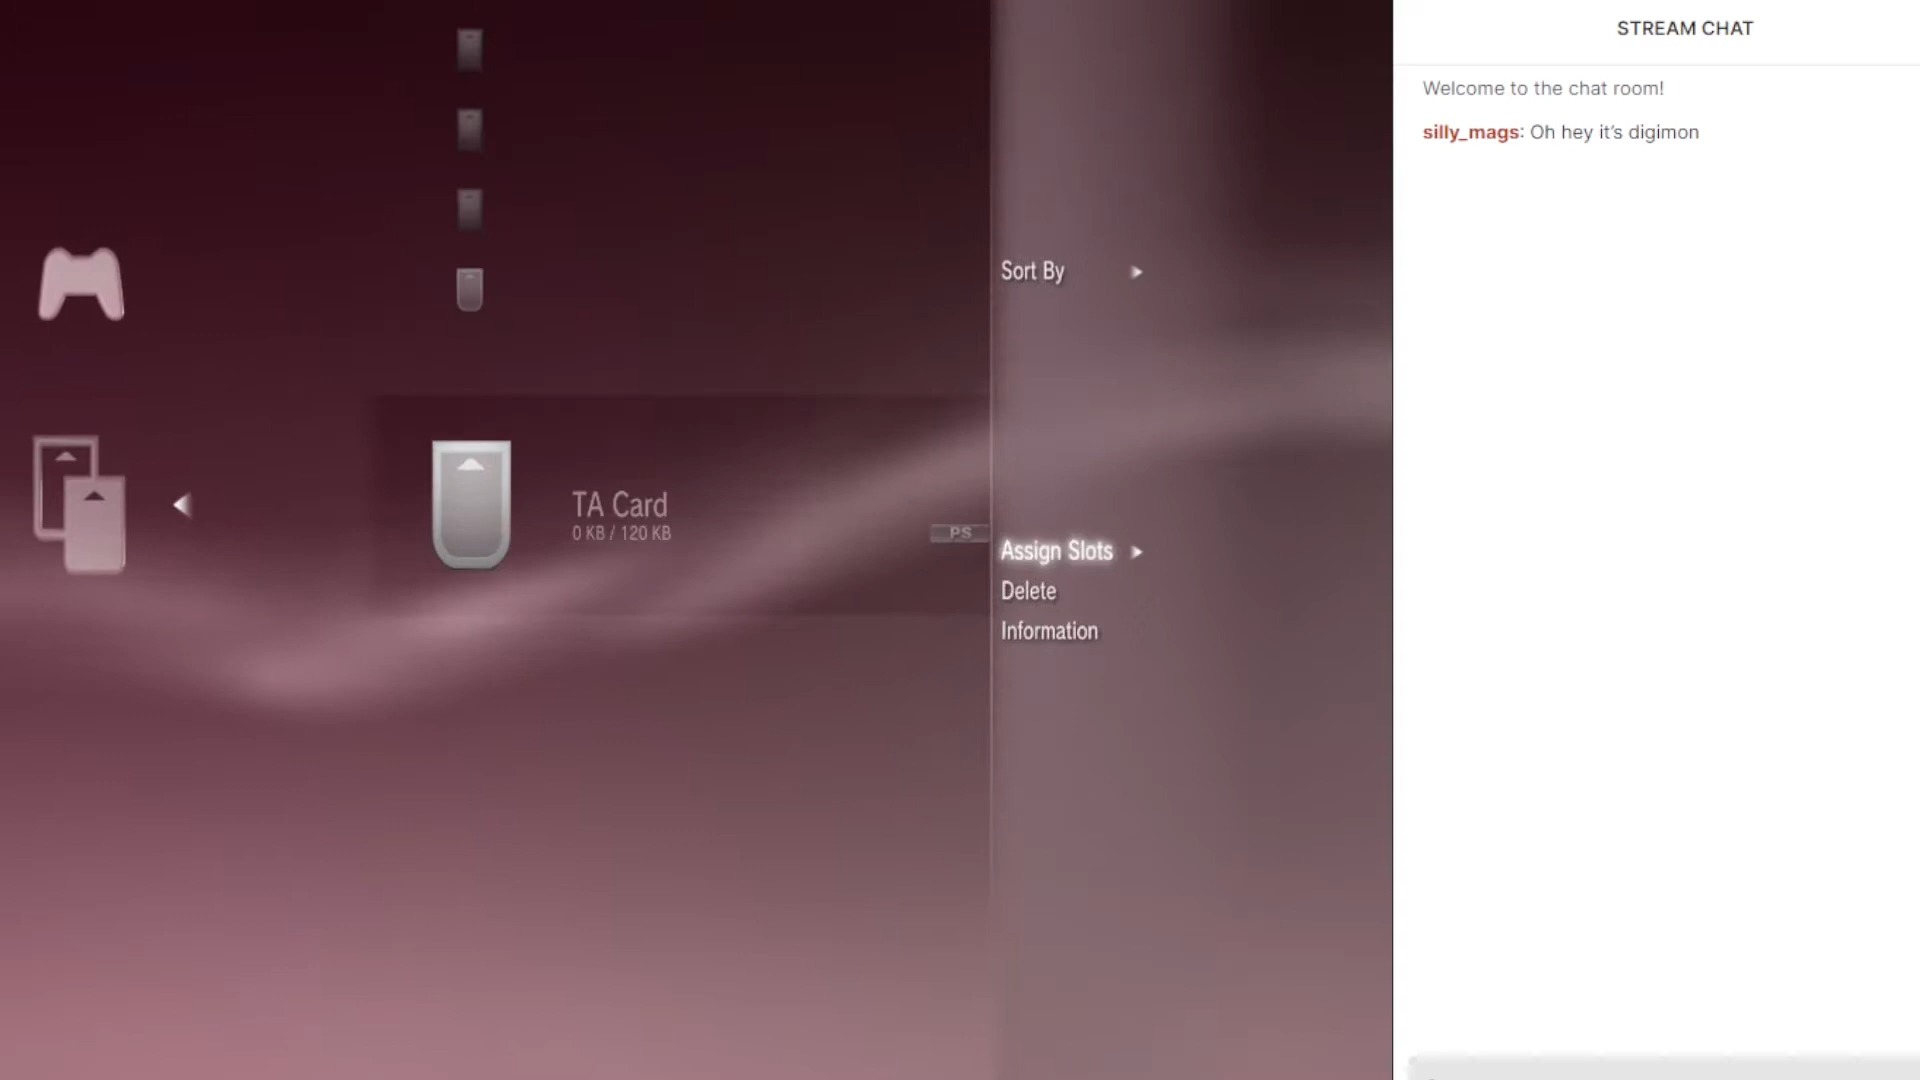 Sort By
TA Card
0 KB / 120 KB
PS
Assign Slots
Delete
Information
STREAM CHAT
Welcome to the chat room!
silly_mags: Oh hey it’s digimon